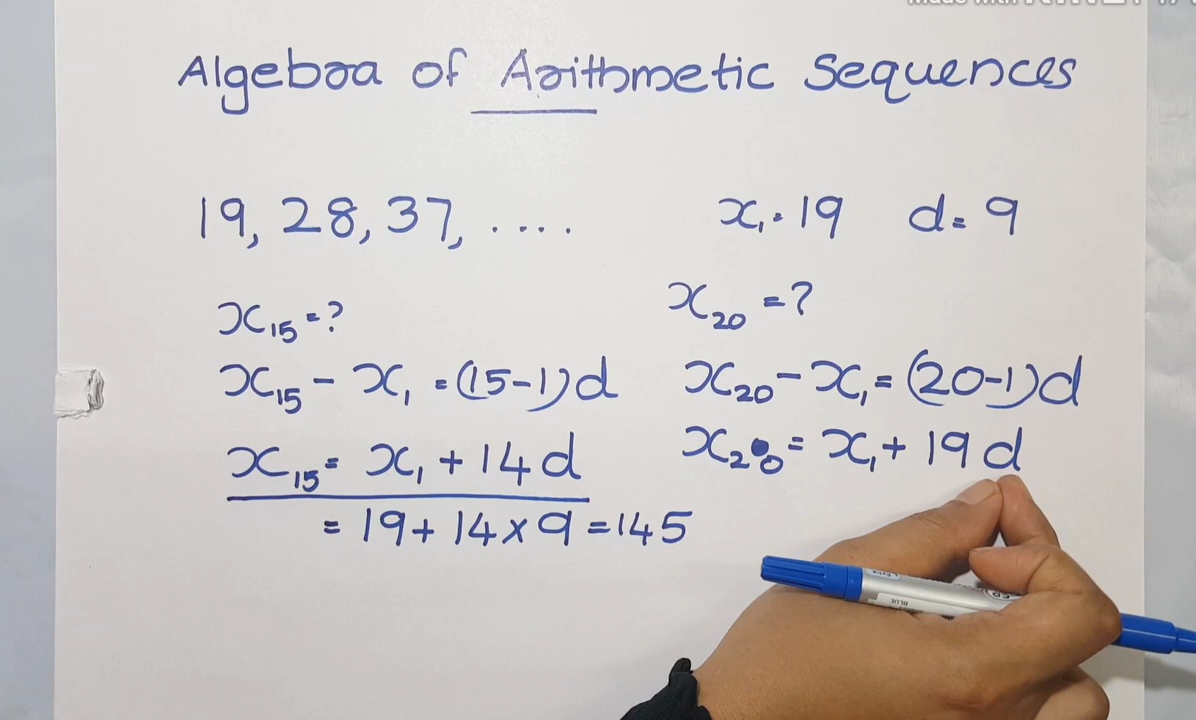 Algebra of Arithmetic Sequences
19, 28, 37, ....
x₁ = 19 d = 9
x₁₅ = ?
x₁₅ - x₁ = (15-1)d
x₁₅ = x₁ + 14d
= 19 + 14 × 9 = 145
x₂₀ = ?
x₂₀ - x₁ = (20-1)d
x₂₀ = x₁ + 19d
BLUE